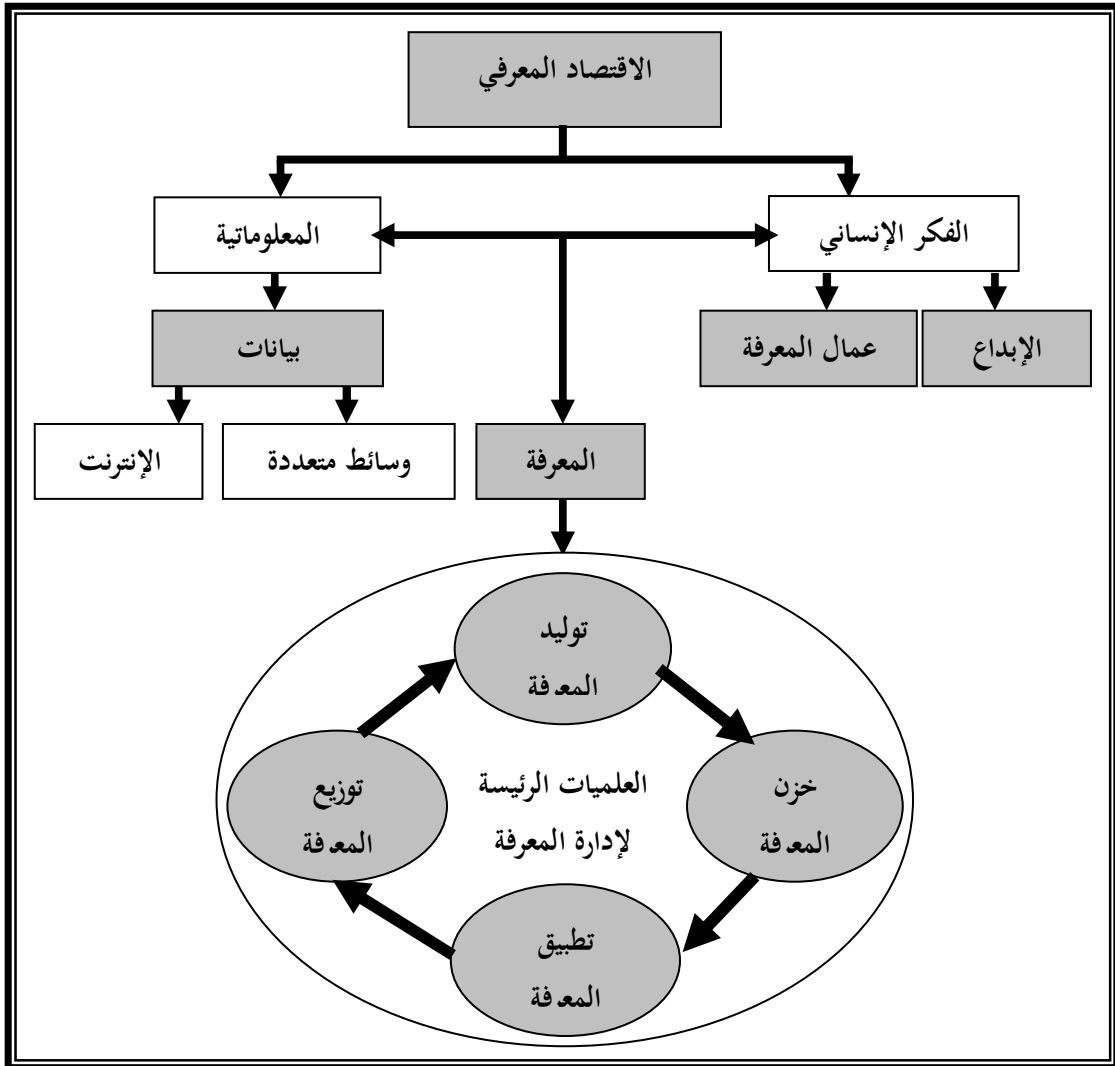 الاقتصاد المعرفي
الفكر الإنساني
المعلوماتية
الإبداع
عمال المعرفة
بيانات
المعرفة
وسائط متعددة
الإنترنت
توليد
المعرفة
خزن
المعرفة
العلميات الرئيسة
لإدارة المعرفة
توزيع
المعرفة
تطبيق
المعرفة